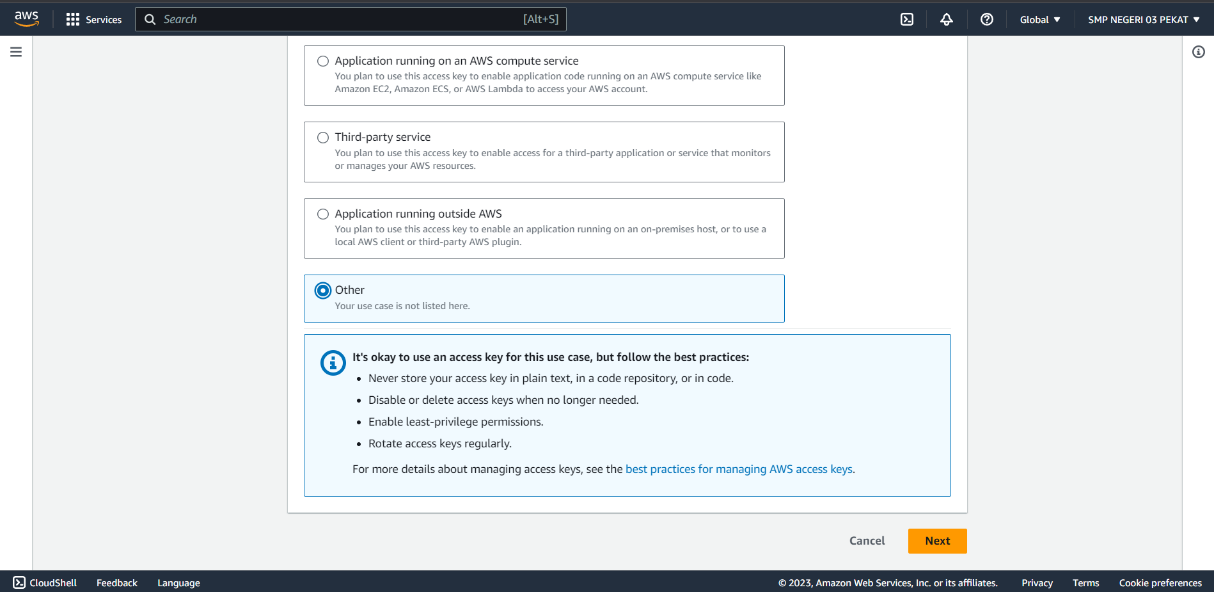 aws
Services
Search
[Alt+S]
Global
SMP NEGERI 03 PEKAT
Application running on an AWS compute service
You plan to use this access key to enable application code running on an AWS compute service like
Amazon EC2, Amazon ECS, or AWS Lambda to access your AWS account.
Third-party service
You plan to use this access key to enable access for a third-party application or service that monitors
or manages your AWS resources.
Application running outside AWS
You plan to use this access key to enable an application running on an on-premises host, or to use a
local AWS client or third-party AWS plugin.
Other
Your use case is not listed here.
It's okay to use an access key for this use case, but follow the best practices:
• Never store your access key in plain text, in a code repository, or in code.
• Disable or delete access keys when no longer needed.
• Enable least-privilege permissions.
• Rotate access keys regularly.
For more details about managing access keys, see the best practices for managing AWS access keys.
Cancel
Next
CloudShell
Feedback
Language
© 2023, Amazon Web Services, Inc. or its affiliates.
Privacy
Terms
Cookie preferences